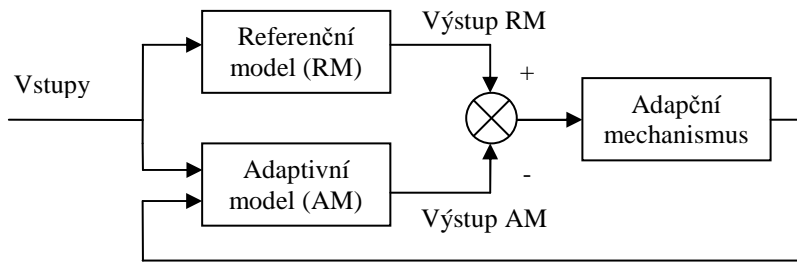 Výstup RM
Referenční
model (RM)
Vstupy
+
Adapční
mechanismus
Adaptivní
model (AM)
-
Výstup AM